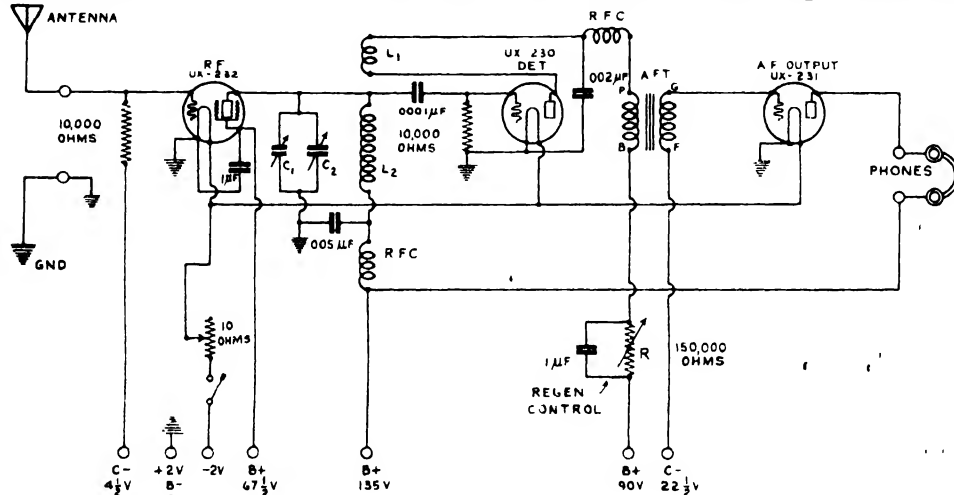 ANTENNA
RF
UX-232
10,000
OHMS
1µF
GND
C1
C2
L1
.0001µF
10,000
OHMS
L2
.005µF
RFC
UX 230
DET
RFC
.002µF
P
B
AFT
G
F
AF OUTPUT
UX-231
PHONES
10
OHMS
1µF
R
150,000
OHMS
REGEN
CONTROL
C-
4½V
+2V
B-
-2V
B+
67½V
B+
135V
B+
90V
C-
22½V